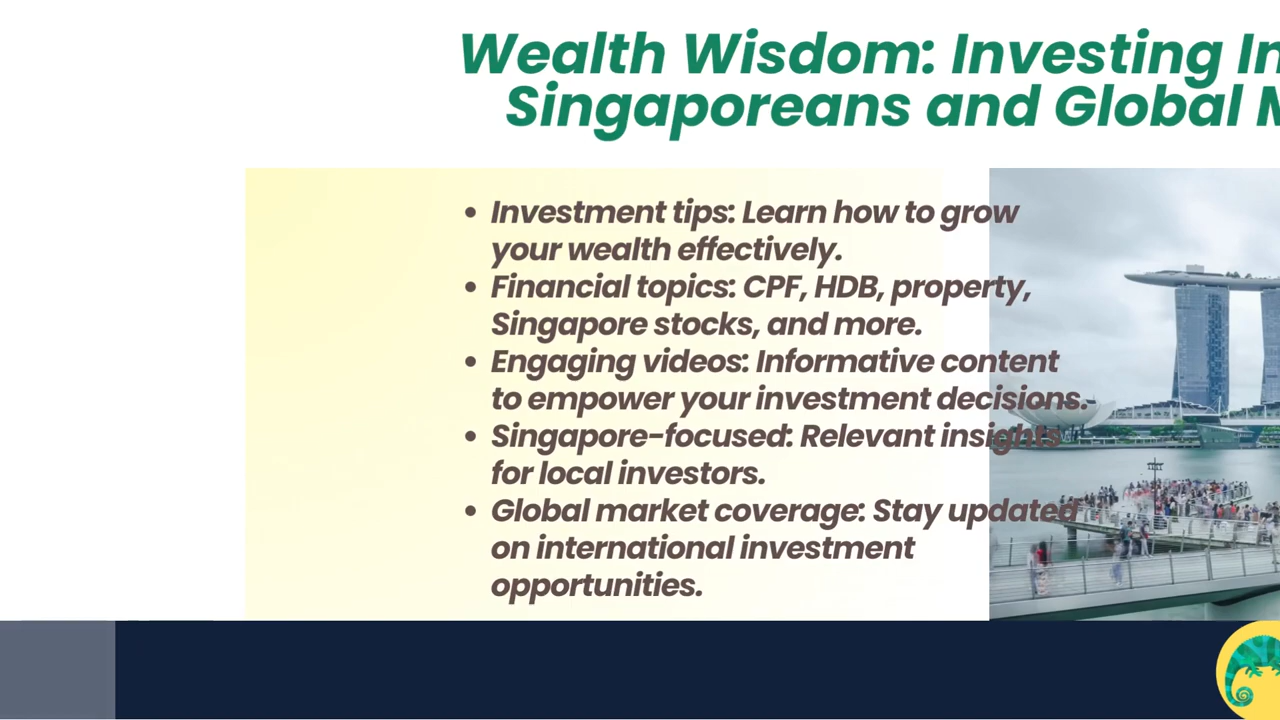 Wealth Wisdom: Investing In
Singaporeans and Global
• Investment tips: Learn how to grow
your wealth effectively.
• Financial topics: CPF, HDB, property,
Singapore stocks, and more.
• Engaging videos: Informative content
to empower your investment decisions.
• Singapore-focused: Relevant insights
for local investors.
• Global market coverage: Stay updated
on international investment
opportunities.